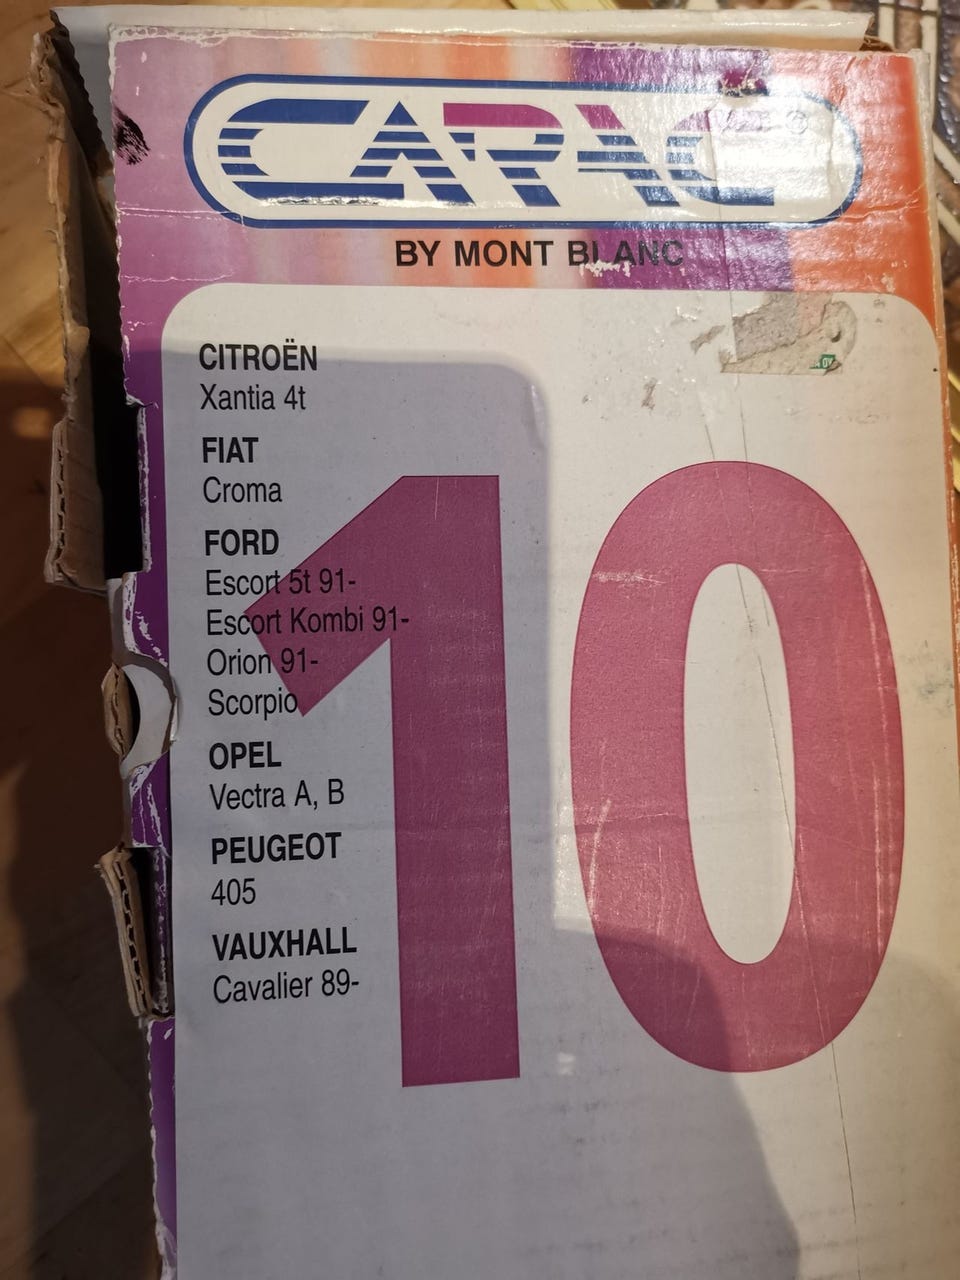 CARAC
BY MONT BLANC
CITROËN
Xantia 4t
FIAT
Croma
FORD
Escort 5t 91-
Escort Kombi 91-
Orion 91-
Scorpio
OPEL
Vectra A, B
PEUGEOT
405
VAUXHALL
Cavalier 89-
10